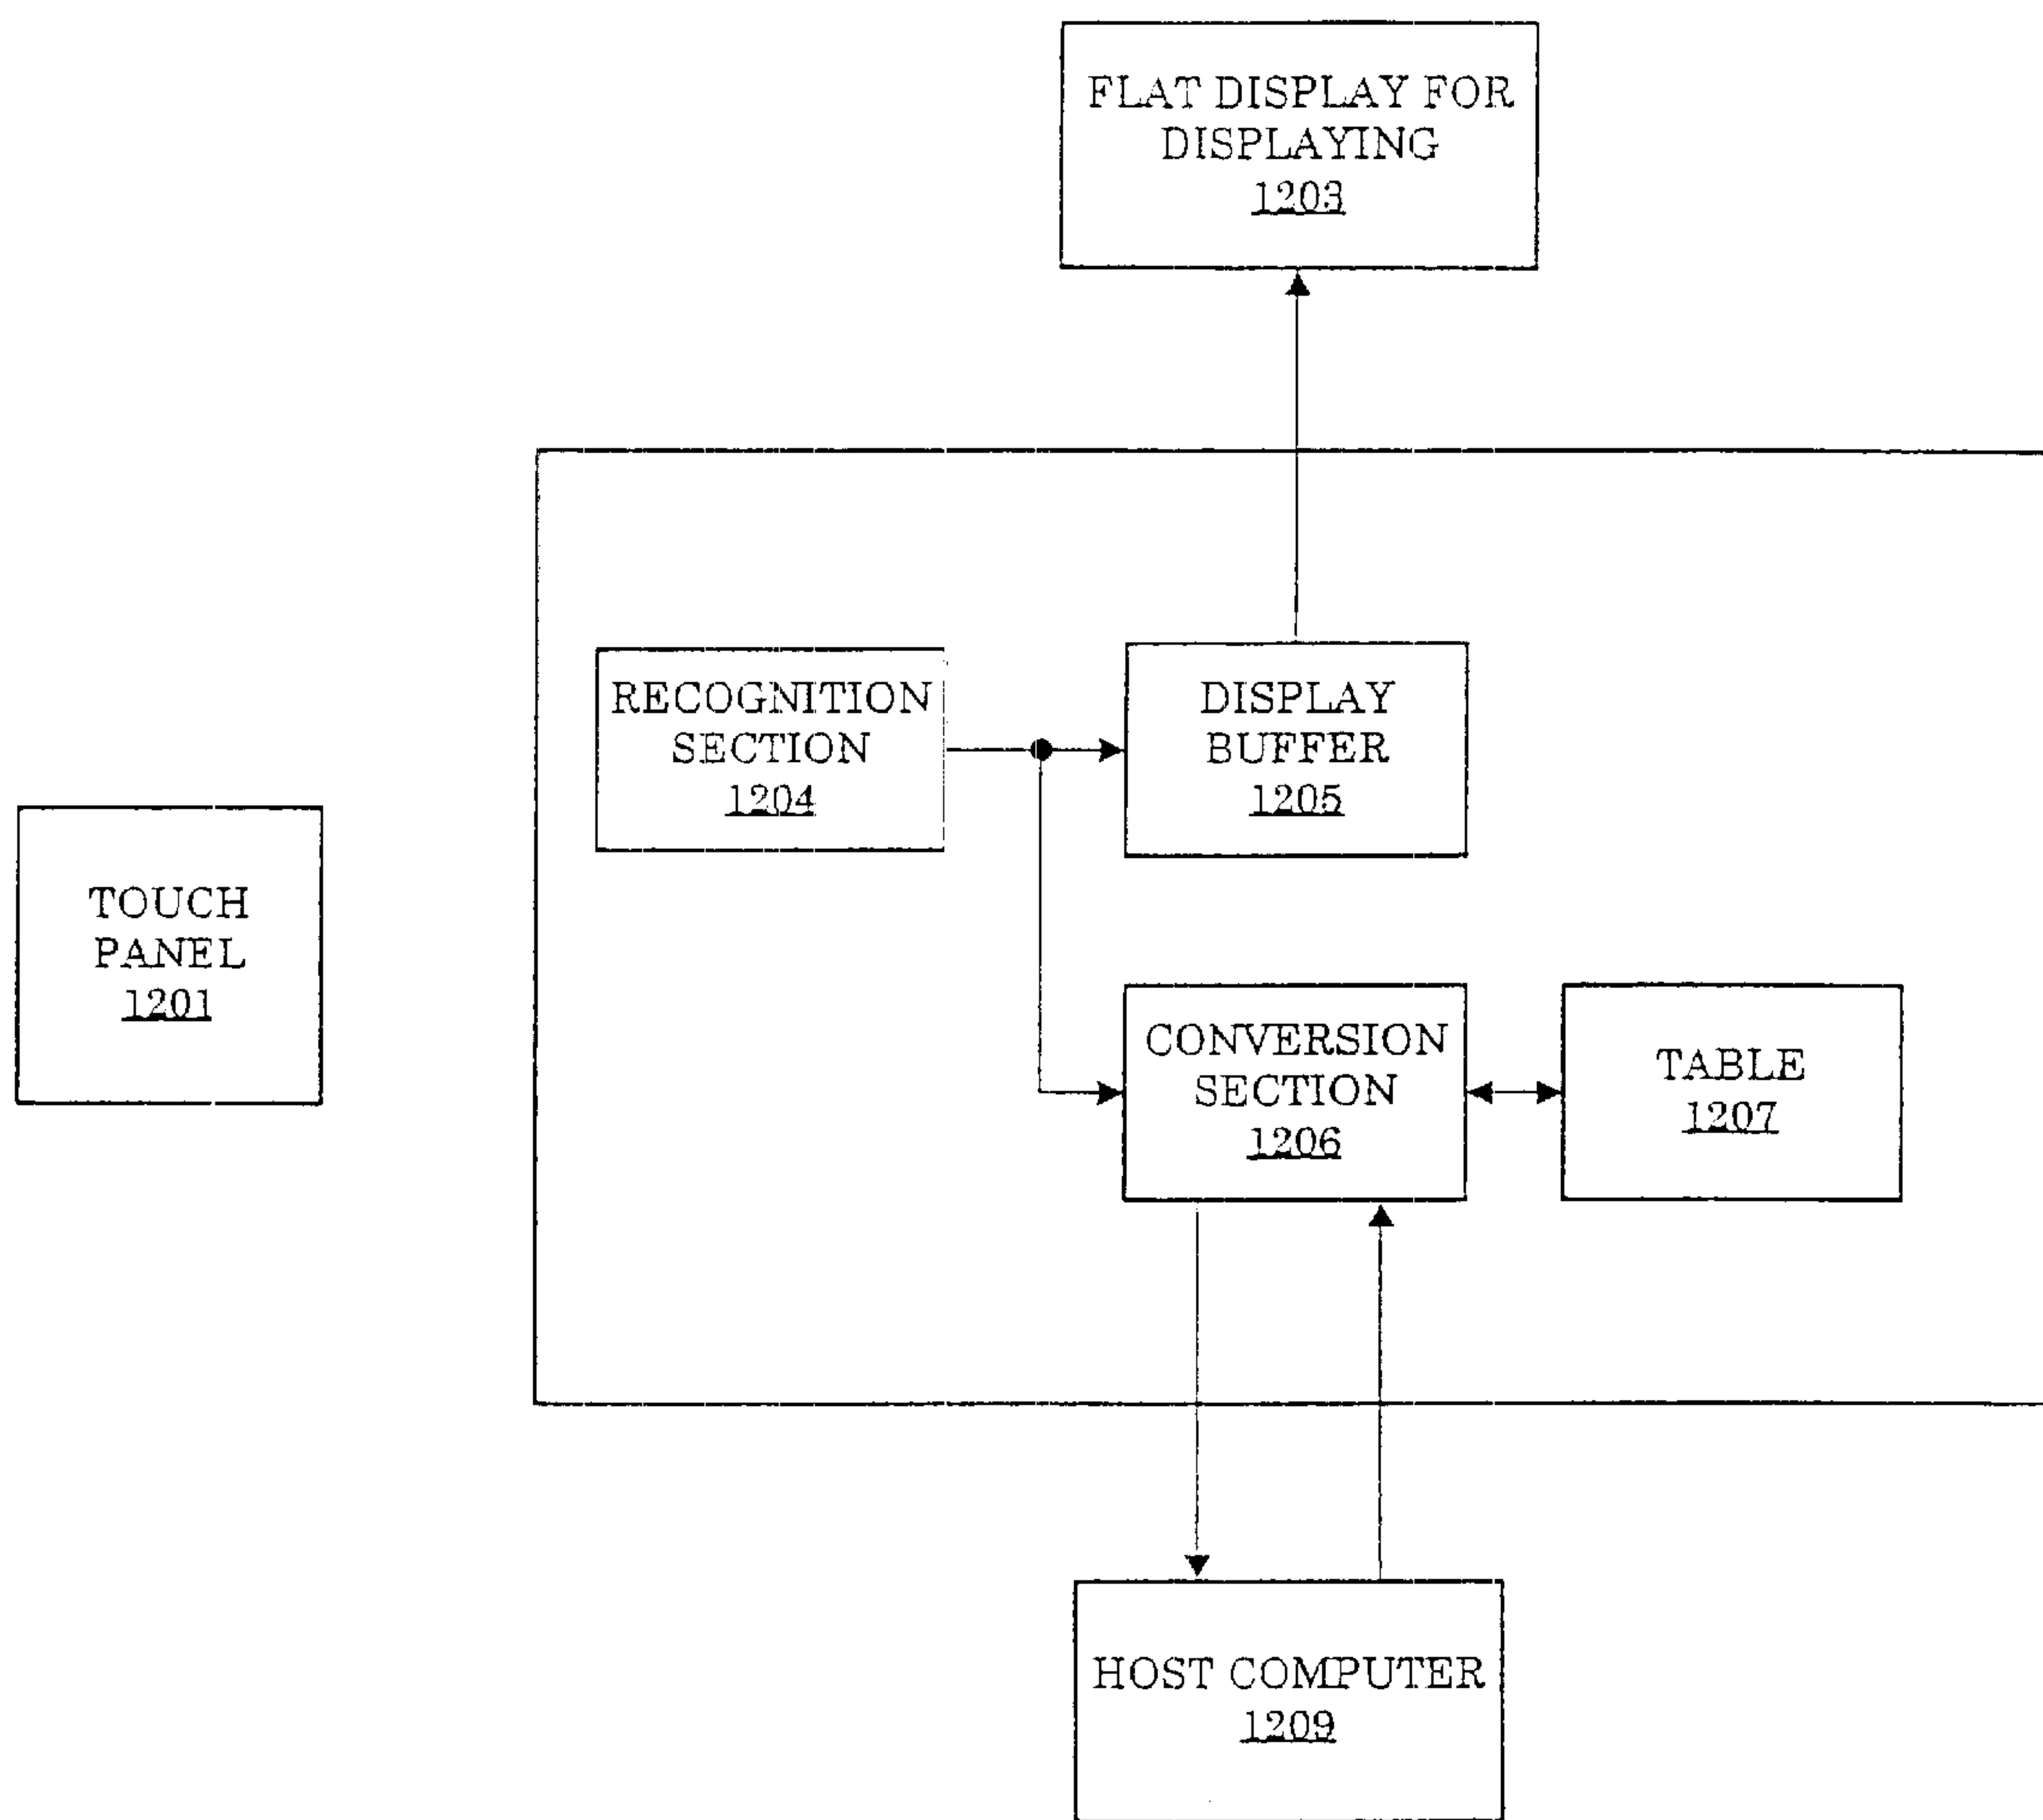 FLAT DISPLAY FOR
DISPLAYING
1203
RECOGNITION
SECTION
1204
DISPLAY
BUFFER
1205
TOUCH
PANEL
1201
CONVERSION
SECTION
1206
TABLE
1207
HOST COMPUTER
1209